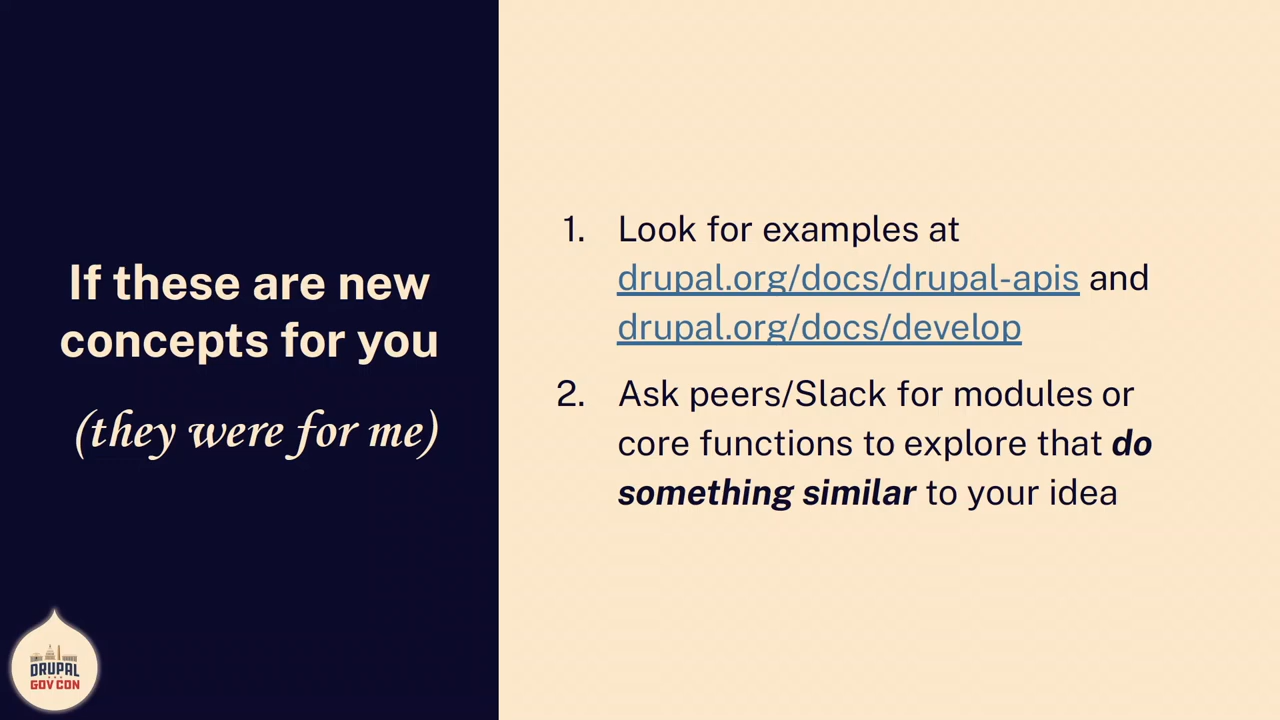 If these are new
concepts for you
(they were for me)
1. Look for examples at
drupal.org/docs/drupal-apis and
drupal.org/docs/develop
2. Ask peers/Slack for modules or
core functions to explore that do
something similar to your idea
DRUPAL
GOV CON